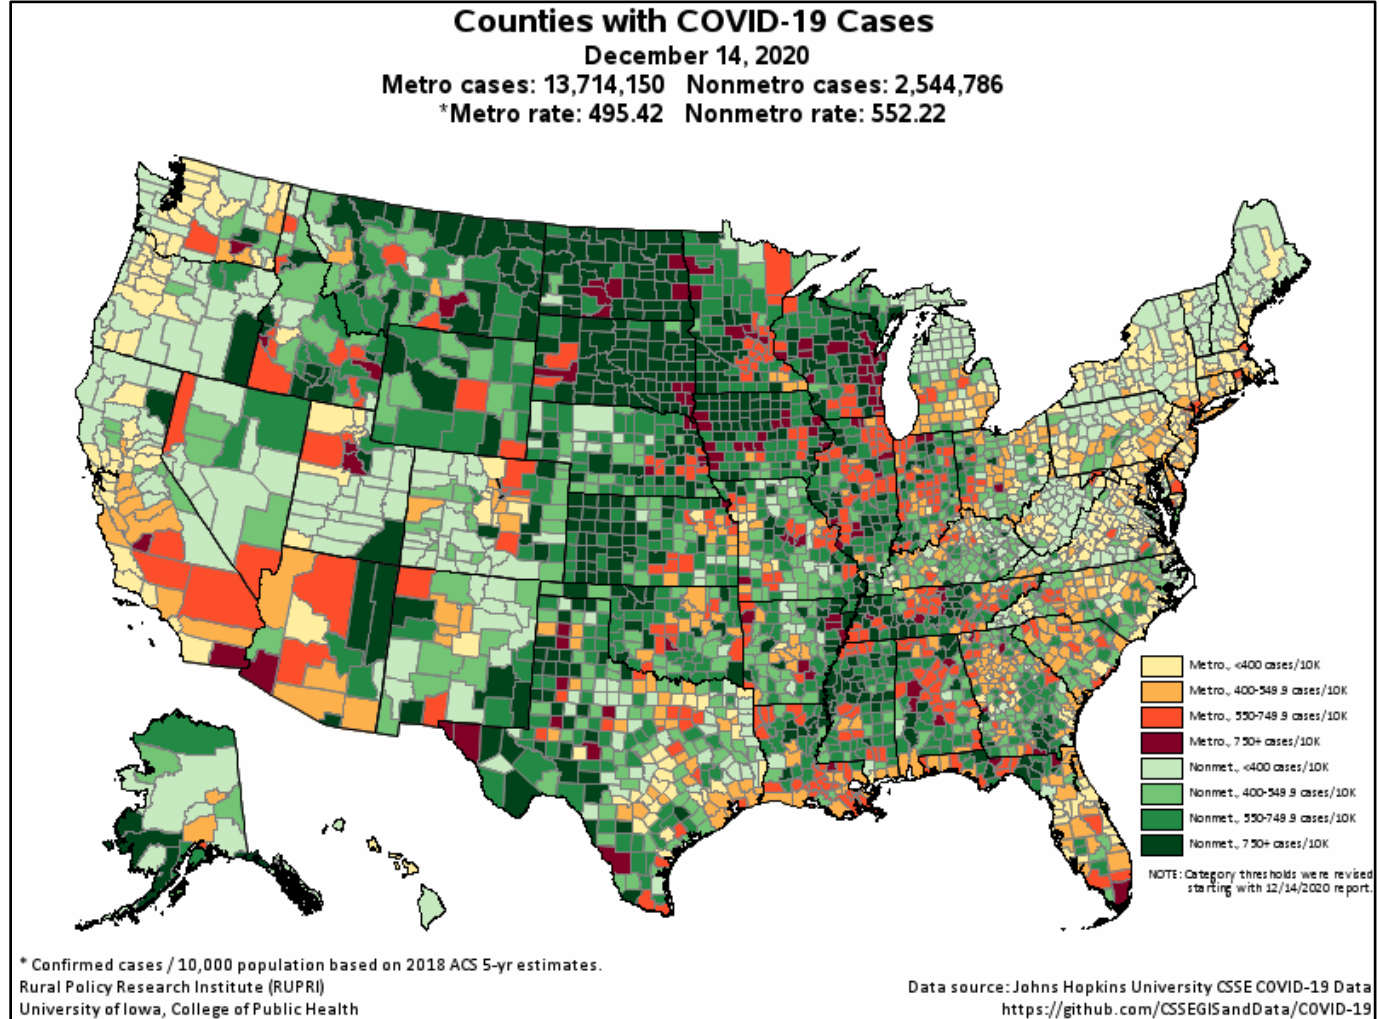 Counties with COVID-19 Cases
December 14, 2020
Metro cases: 13,714,150 Nonmetro cases: 2,544,786
*Metro rate: 495.42 Nonmetro rate: 552.22
Metro., <400 cases/10K
Metro., 400-549.9 cases/10K
Metro., 550-749.9 cases/10K
Metro., 750+ cases/10K
Nonmet., <400 cases/10K
Nonmet., 400-549.9 cases/10K
Nonmet., 550-749.9 cases/10K
Nonmet., 750+ cases/10K
NOTE: Category thresholds were revised
starting with 12/14/2020 report.
* Confirmed cases / 10,000 population based on 2018 ACS 5-yr estimates.
Rural Policy Research Institute (RUPRI)
University of Iowa, College of Public Health
Data source: Johns Hopkins University CSSE COVID-19 Data
https://github.com/CSSEGISandData/COVID-19